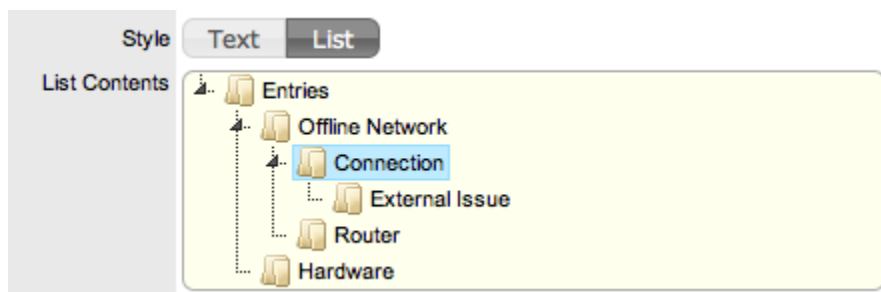 Style Text List
List Contents
Entries
Offline Network
Connection
External Issue
Router
Hardware